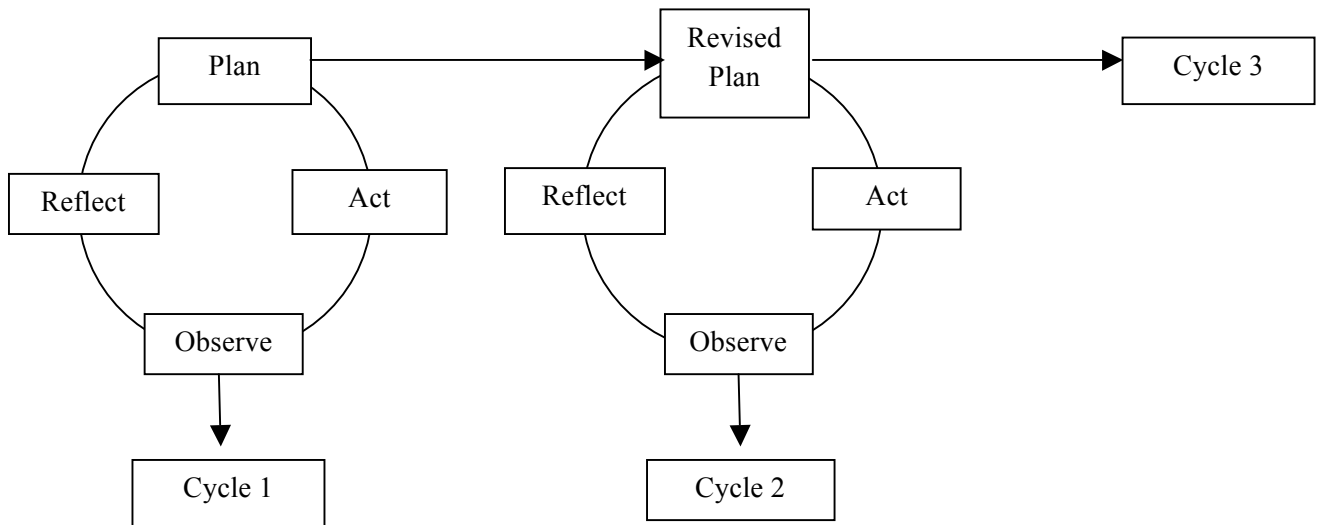 Plan
Revised
Plan
Cycle 3
Reflect
Act
Reflect
Act
Observe
Observe
Cycle 1
Cycle 2